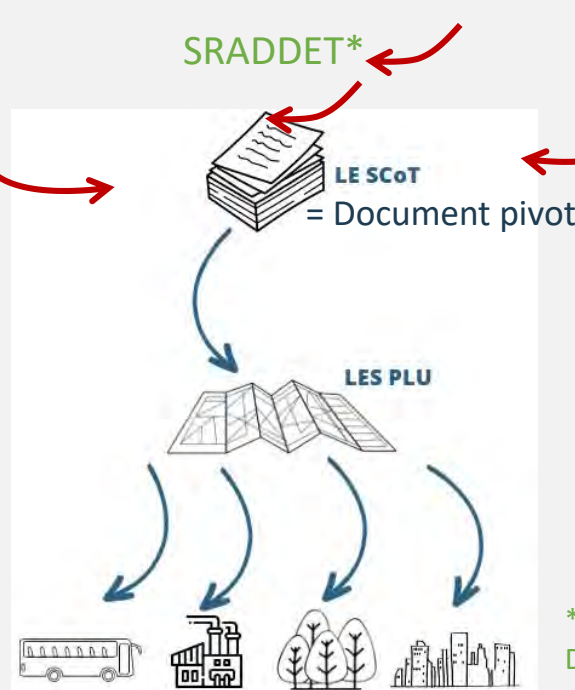 SRADDET*
LE SCoT
= Document pivot
LES PLU
*
D